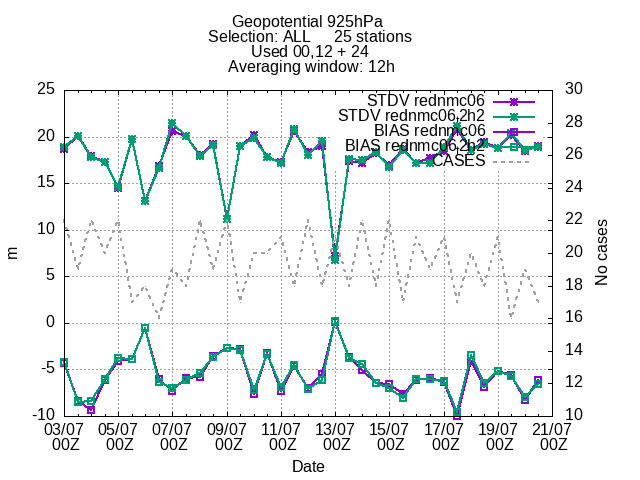 Geopotential 925hPa
Selection: ALL 25 stations
Used 00,12 + 24
Averaging window: 12h
STDV rednmc06
STDV rednmc06.2h2
BIAS rednmc06
BIAS rednmc06.2h2
CASES
25
20
15
10
5
0
-5
-10
m
30
28
26
24
22
20
18
16
14
12
10
No cases
03/07 05/07 07/07 09/07 11/07 13/07 15/07 17/07 19/07 21/07
00Z 00Z 00Z 00Z 00Z 00Z 00Z 00Z 00Z 00Z
Date